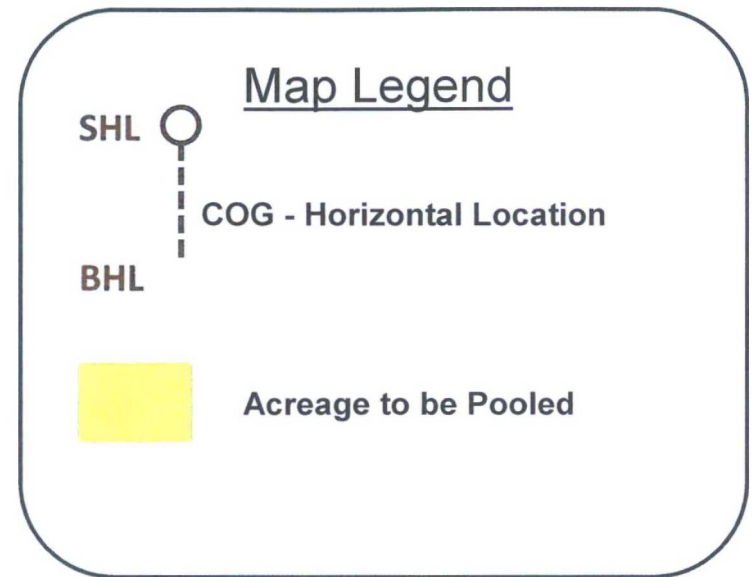 Map Legend
SHL
COG - Horizontal Location
BHL
Acreage to be Pooled